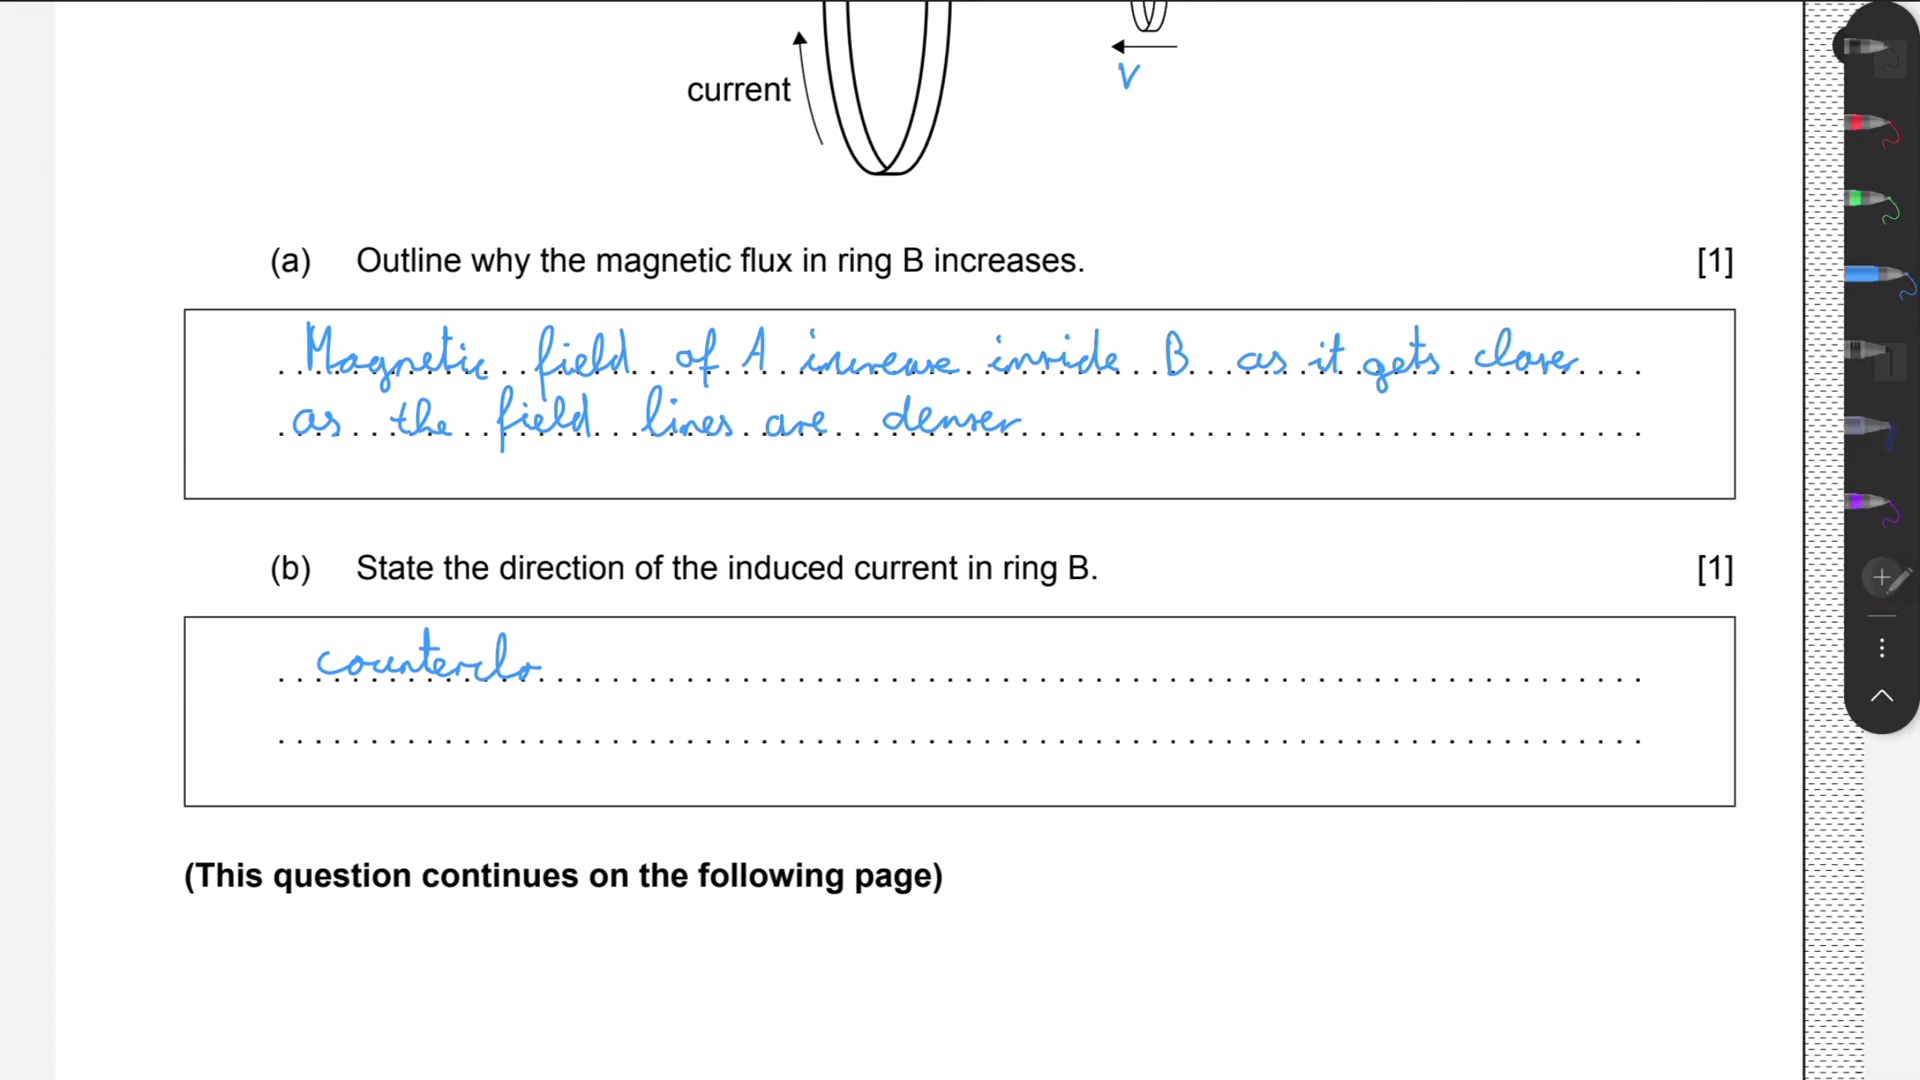 current
V
(a) Outline why the magnetic flux in ring B increases. [1]
Magnetic field of A increase inside B as it gets closer
as the field lines are denser
(b) State the direction of the induced current in ring B. [1]
counterclo
(This question continues on the following page)